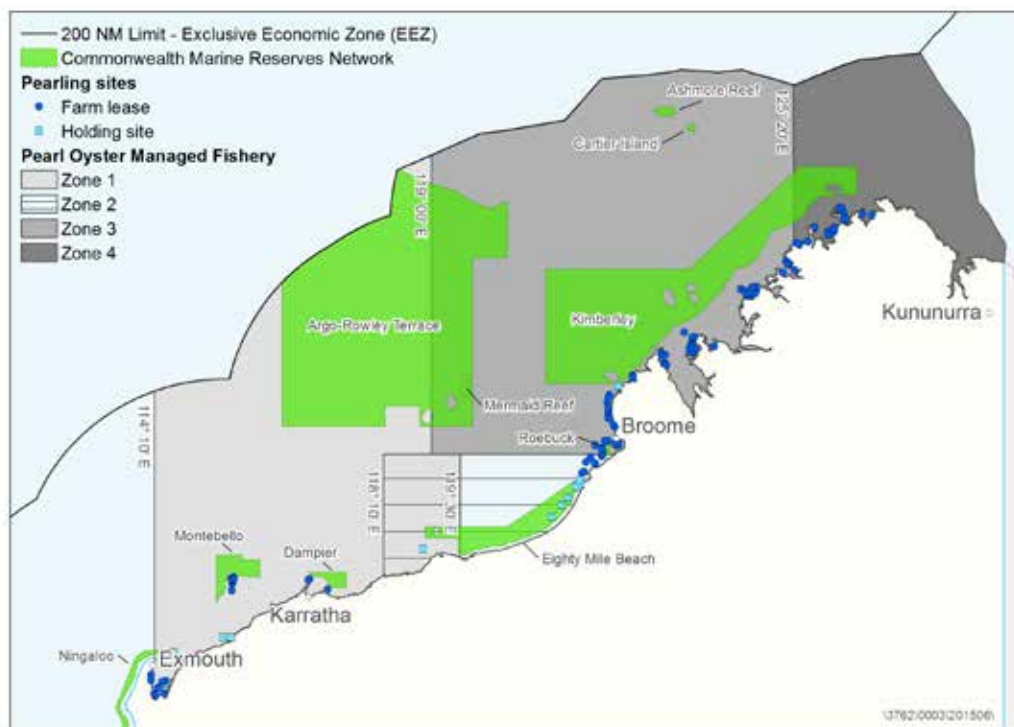 200 NM Limit - Exclusive Economic Zone (EEZ)
Commonwealth Marine Reserves Network
Pearling sites
Farm lease
Holding site
Pearl Oyster Managed Fishery
Zone 1
Zone 2
Zone 3
Zone 4
Ashmore Reef
Cartier Island
125° 20' E
119° 00' E
Argo-Rowley Terrace
Kimberley
Kununurra
Mermaid Reef
114° 10' E
Roebuck
Broome
118° 10' E
119° 30' E
Montebello
Dampier
Eighty Mile Beach
Karratha
Ningaloo
Exmouth
\3762\0003\201506\